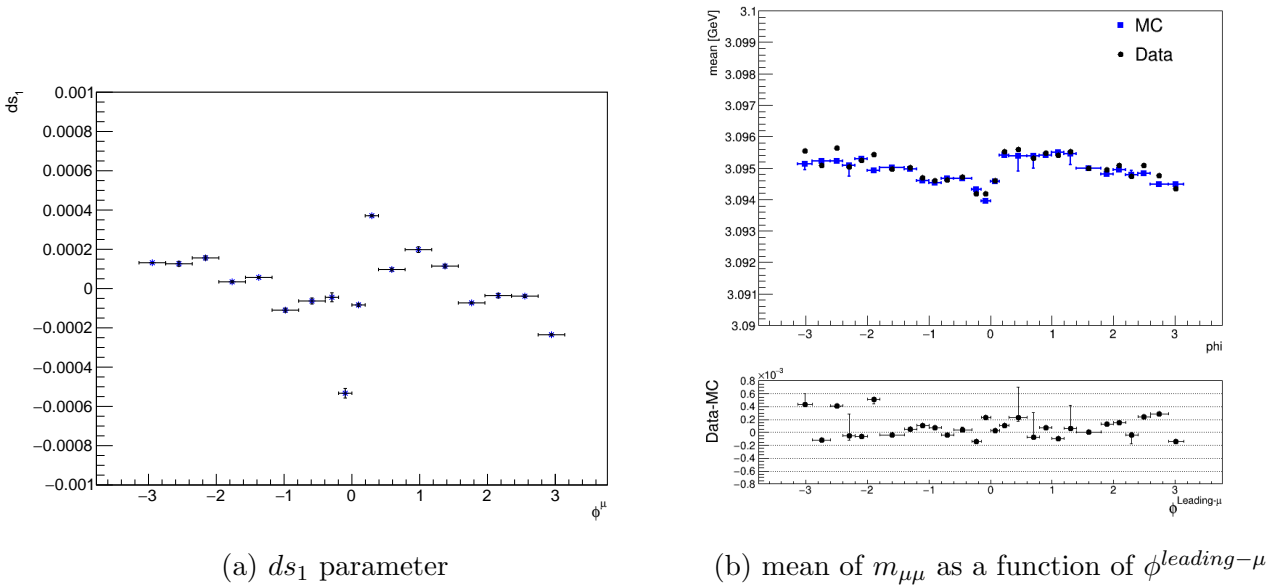 ds₁
0.001
0.0008
0.0006
0.0004
0.0002
0
−0.0002
−0.0004
−0.0006
−0.0008
−0.001
−3 −2 −1 0 1 2 3
ϕ^μ
(a) ds₁ parameter
mean [GeV]
3.1
3.099
3.098
3.097
3.096
3.095
3.094
3.093
3.092
3.091
3.09
MC
Data
−3 −2 −1 0 1 2 3
phi
Data-MC
×10⁻³
0.8
0.6
0.4
0.2
0
−0.2
−0.4
−0.6
−0.8
−3 −2 −1 0 1 2 3
ϕ^Leading-μ
(b) mean of m_μμ as a function of ϕ^leading−μ